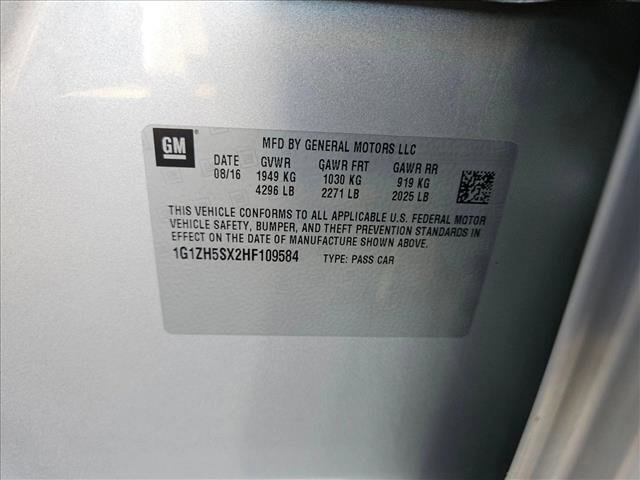 GM
MFD BY GENERAL MOTORS LLC
DATE GVWR GAWR FRT GAWR RR
08/16 1949 KG 1030 KG 919 KG
4296 LB 2271 LB 2025 LB
THIS VEHICLE CONFORMS TO ALL APPLICABLE U.S. FEDERAL MOTOR
VEHICLE SAFETY, BUMPER, AND THEFT PREVENTION STANDARDS IN
EFFECT ON THE DATE OF MANUFACTURE SHOWN ABOVE.
1G1ZH5SX2HF109584 TYPE: PASS CAR